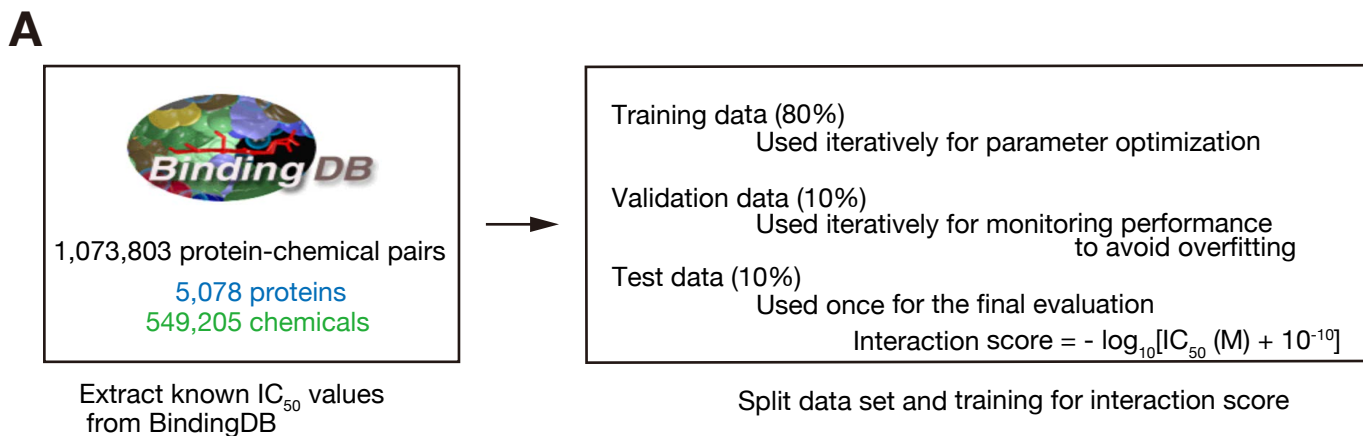 A
Binding DB
1,073,803 protein-chemical pairs
5,078 proteins
549,205 chemicals
Extract known IC₅₀ values
from BindingDB
Training data (80%)
Used iteratively for parameter optimization
Validation data (10%)
Used iteratively for monitoring performance
to avoid overfitting
Test data (10%)
Used once for the final evaluation
Interaction score = - log₁₀[IC₅₀ (M) + 10⁻¹⁰]
Split data set and training for interaction score